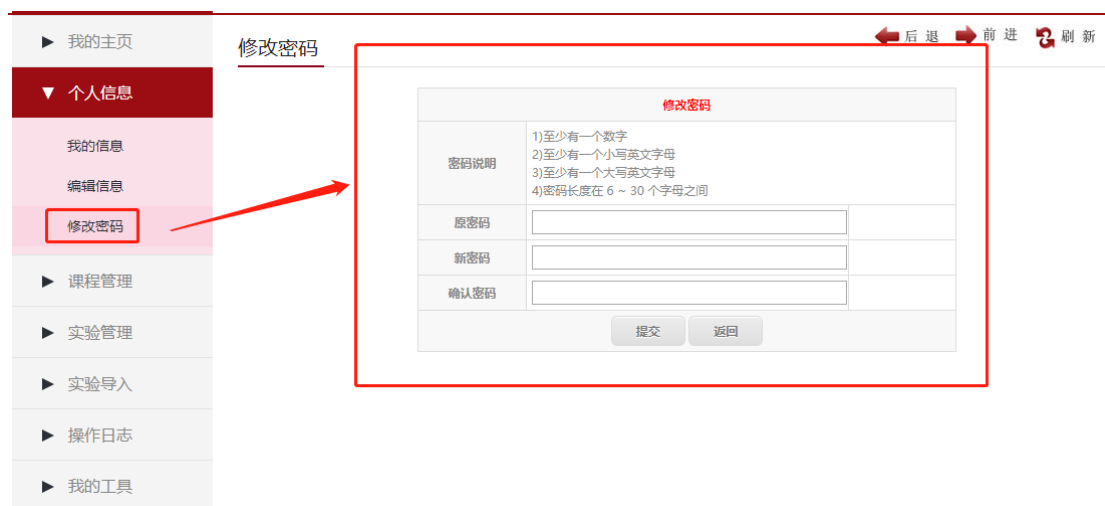 ▶ 我的主页
修改密码
后 退 前 进 刷 新
▼ 个人信息
我的信息
编辑信息
修改密码
▶ 课程管理
▶ 实验管理
▶ 实验导入
▶ 操作日志
▶ 我的工具
修改密码
密码说明
1)至少有一个数字
2)至少有一个小写英文字母
3)至少有一个大写英文字母
4)密码长度在 6 ~ 30 个字母之间
原密码
新密码
确认密码
提交 返回